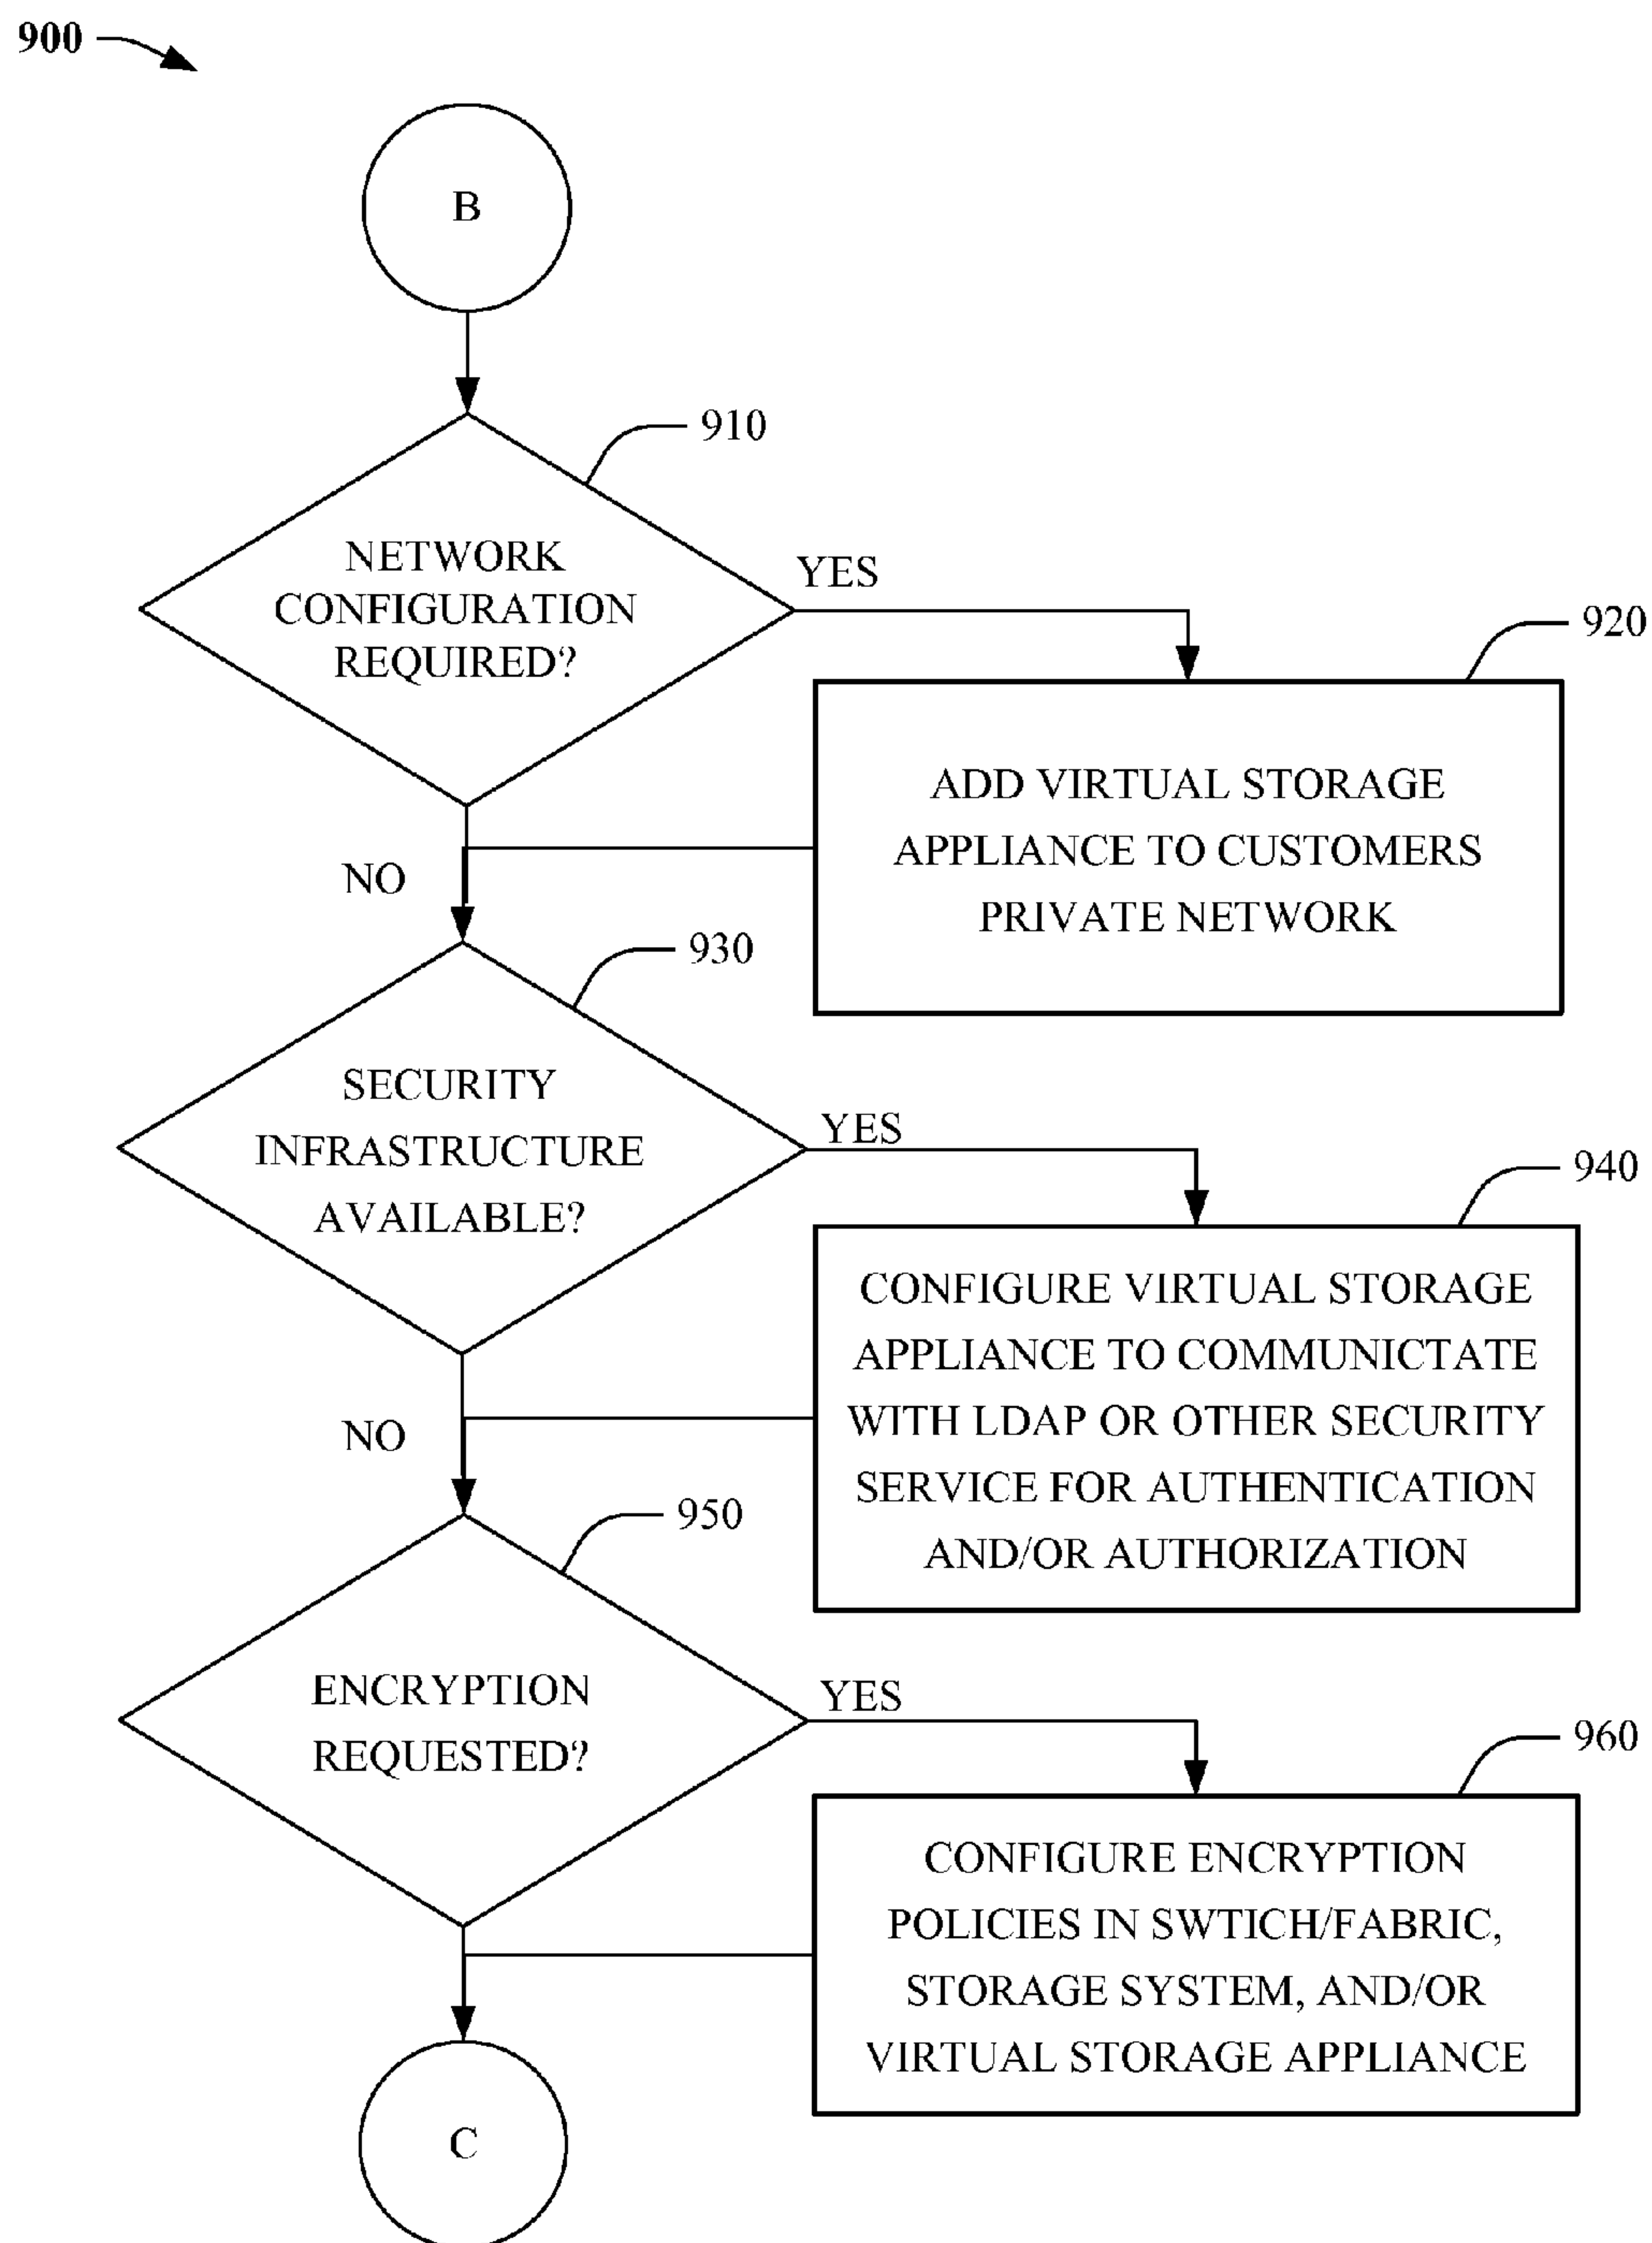 900
B
910
NETWORK
CONFIGURATION
REQUIRED?
YES
920
ADD VIRTUAL STORAGE
APPLIANCE TO CUSTOMERS
PRIVATE NETWORK
NO
930
SECURITY
INFRASTRUCTURE
AVAILABLE?
YES
940
CONFIGURE VIRTUAL STORAGE
APPLIANCE TO COMMUNICTATE
WITH LDAP OR OTHER SECURITY
SERVICE FOR AUTHENTICATION
AND/OR AUTHORIZATION
NO
950
ENCRYPTION
REQUESTED?
YES
960
CONFIGURE ENCRYPTION
POLICIES IN SWTICH/FABRIC,
STORAGE SYSTEM, AND/OR
VIRTUAL STORAGE APPLIANCE
C